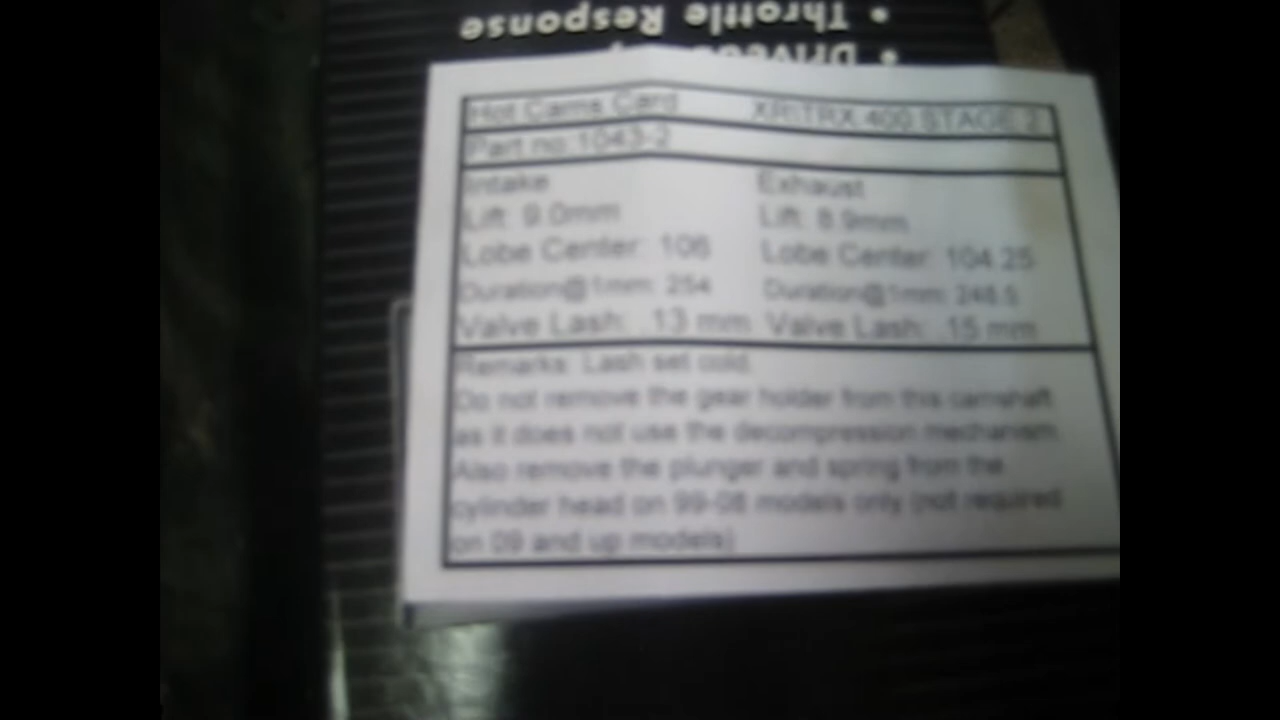 • Throttle Response
Hot Cams Card XR/TRX 400 STAGE 2
Part no:1043-2
Intake Exhaust
Lift: 9.0mm Lift: 8.9mm
Lobe Center: 106 Lobe Center: 104.25
Duration@1mm: 254 Duration@1mm: 248.5
Valve Lash: .13 mm Valve Lash: .15 mm
Remarks: Lash set cold.
Do not remove the gear holder from this camshaft
as it does not use the decompression mechanism.
Also remove the plunger and spring from the
cylinder head on 99-08 models only (not required
on 09 and up models)